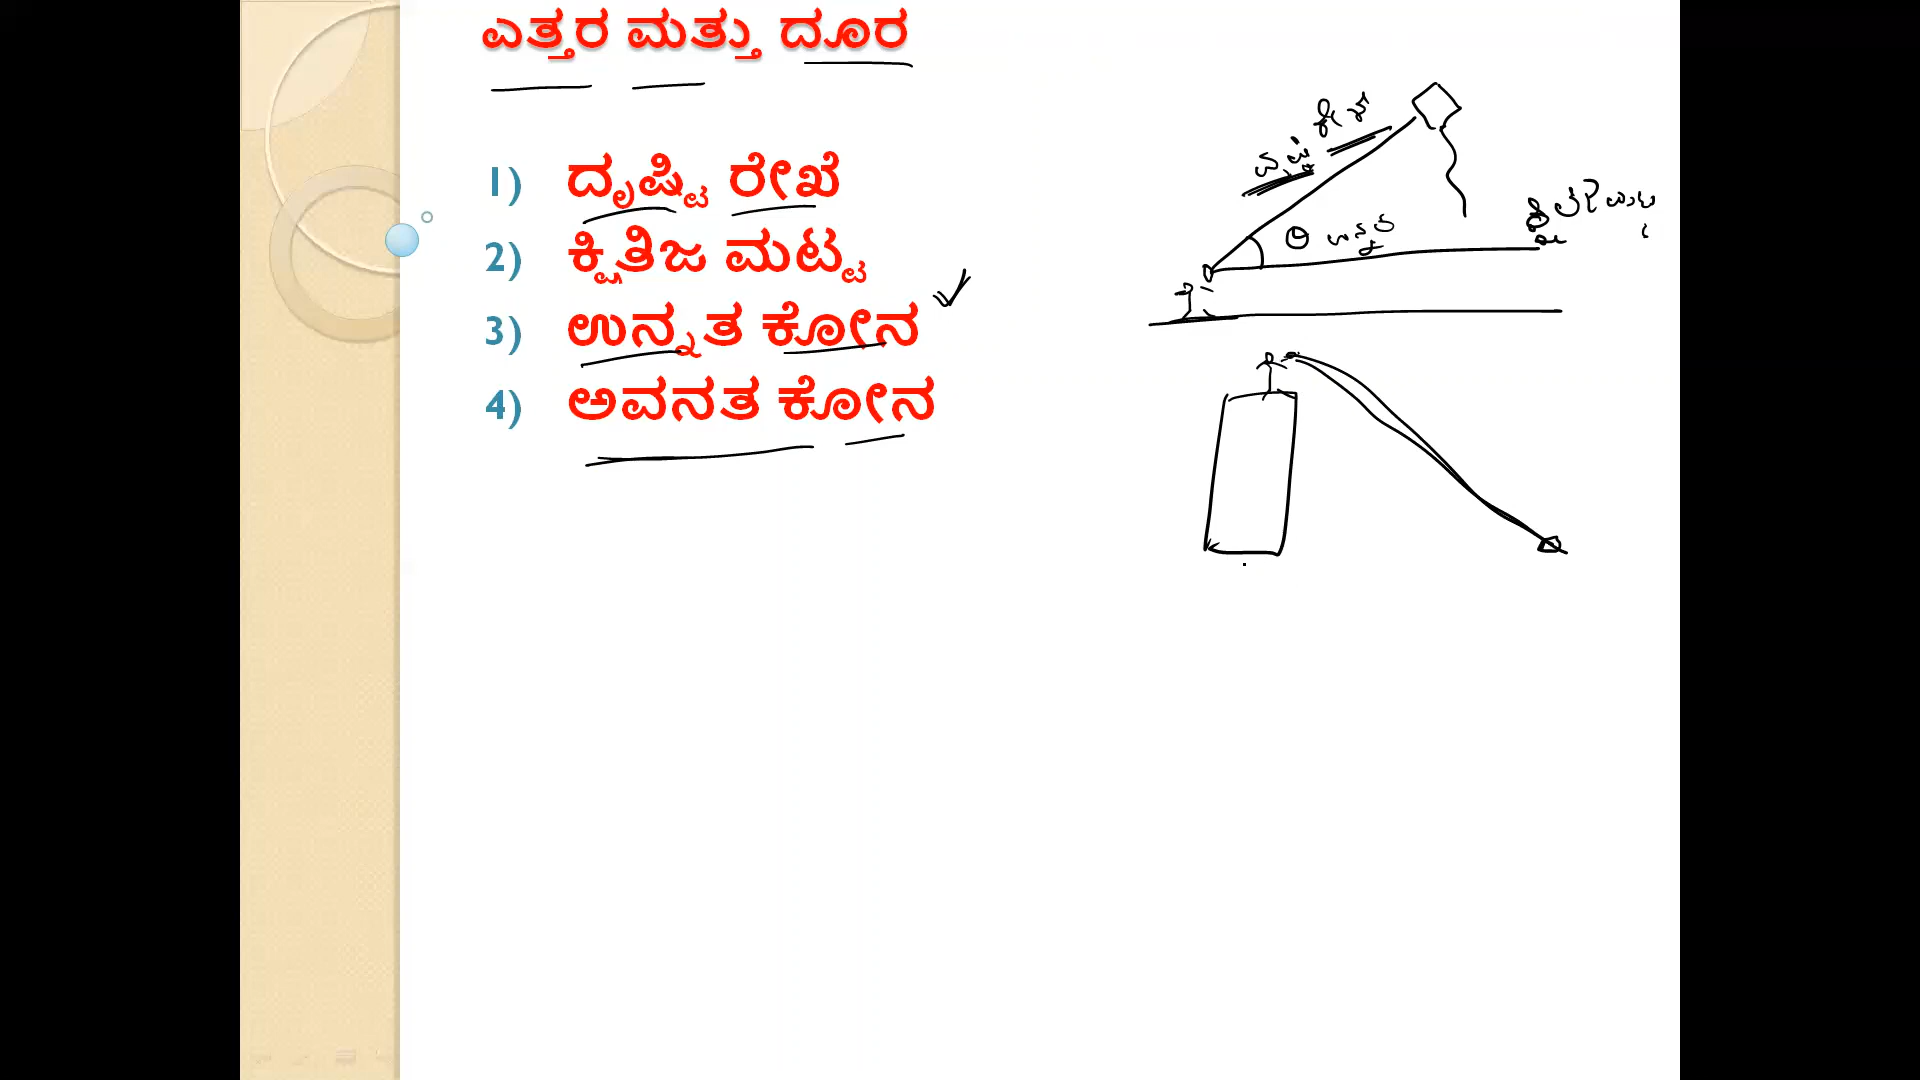 ಎತ್ತರ ಮತ್ತು ದೂರ
1) ದೃಷ್ಟಿ ರೇಖೆ
2) ಕ್ಷಿತಿಜ ಮಟ್ಟ
3) ಉನ್ನತ ಕೋನ
4) ಅವನತ ಕೋನ
θ